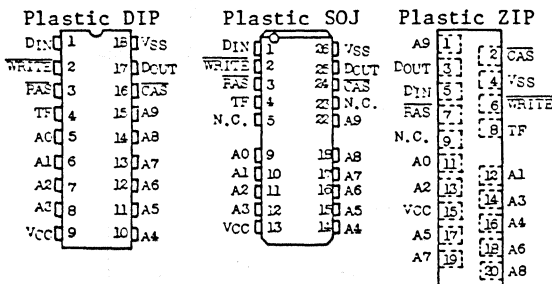 Plastic DIP Plastic SOJ Plastic ZIP
DIN 1 18 VSS
WRITE 2 17 DOUT
RAS 3 16 CAS
TF 4 15 A9
A0 5 14 A8
A1 6 13 A7
A2 7 12 A6
A3 8 11 A5
VCC 9 10 A4
DIN 1 26 VSS
WRITE 2 25 DOUT
RAS 3 24 CAS
TF 4 23 N.C.
N.C. 5 22 A9
A0 9 18 A8
A1 10 17 A7
A2 11 16 A6
A3 12 15 A5
VCC 13 14 A4
A9 1
2 CAS
DOUT 3
4 VSS
DIN 5
6 WRITE
RAS 7
8 TF
N.C. 9
A0 11
12 A1
A2 13
14 A3
VCC 15
16 A4
A5 17
18 A6
A7 19
20 A8